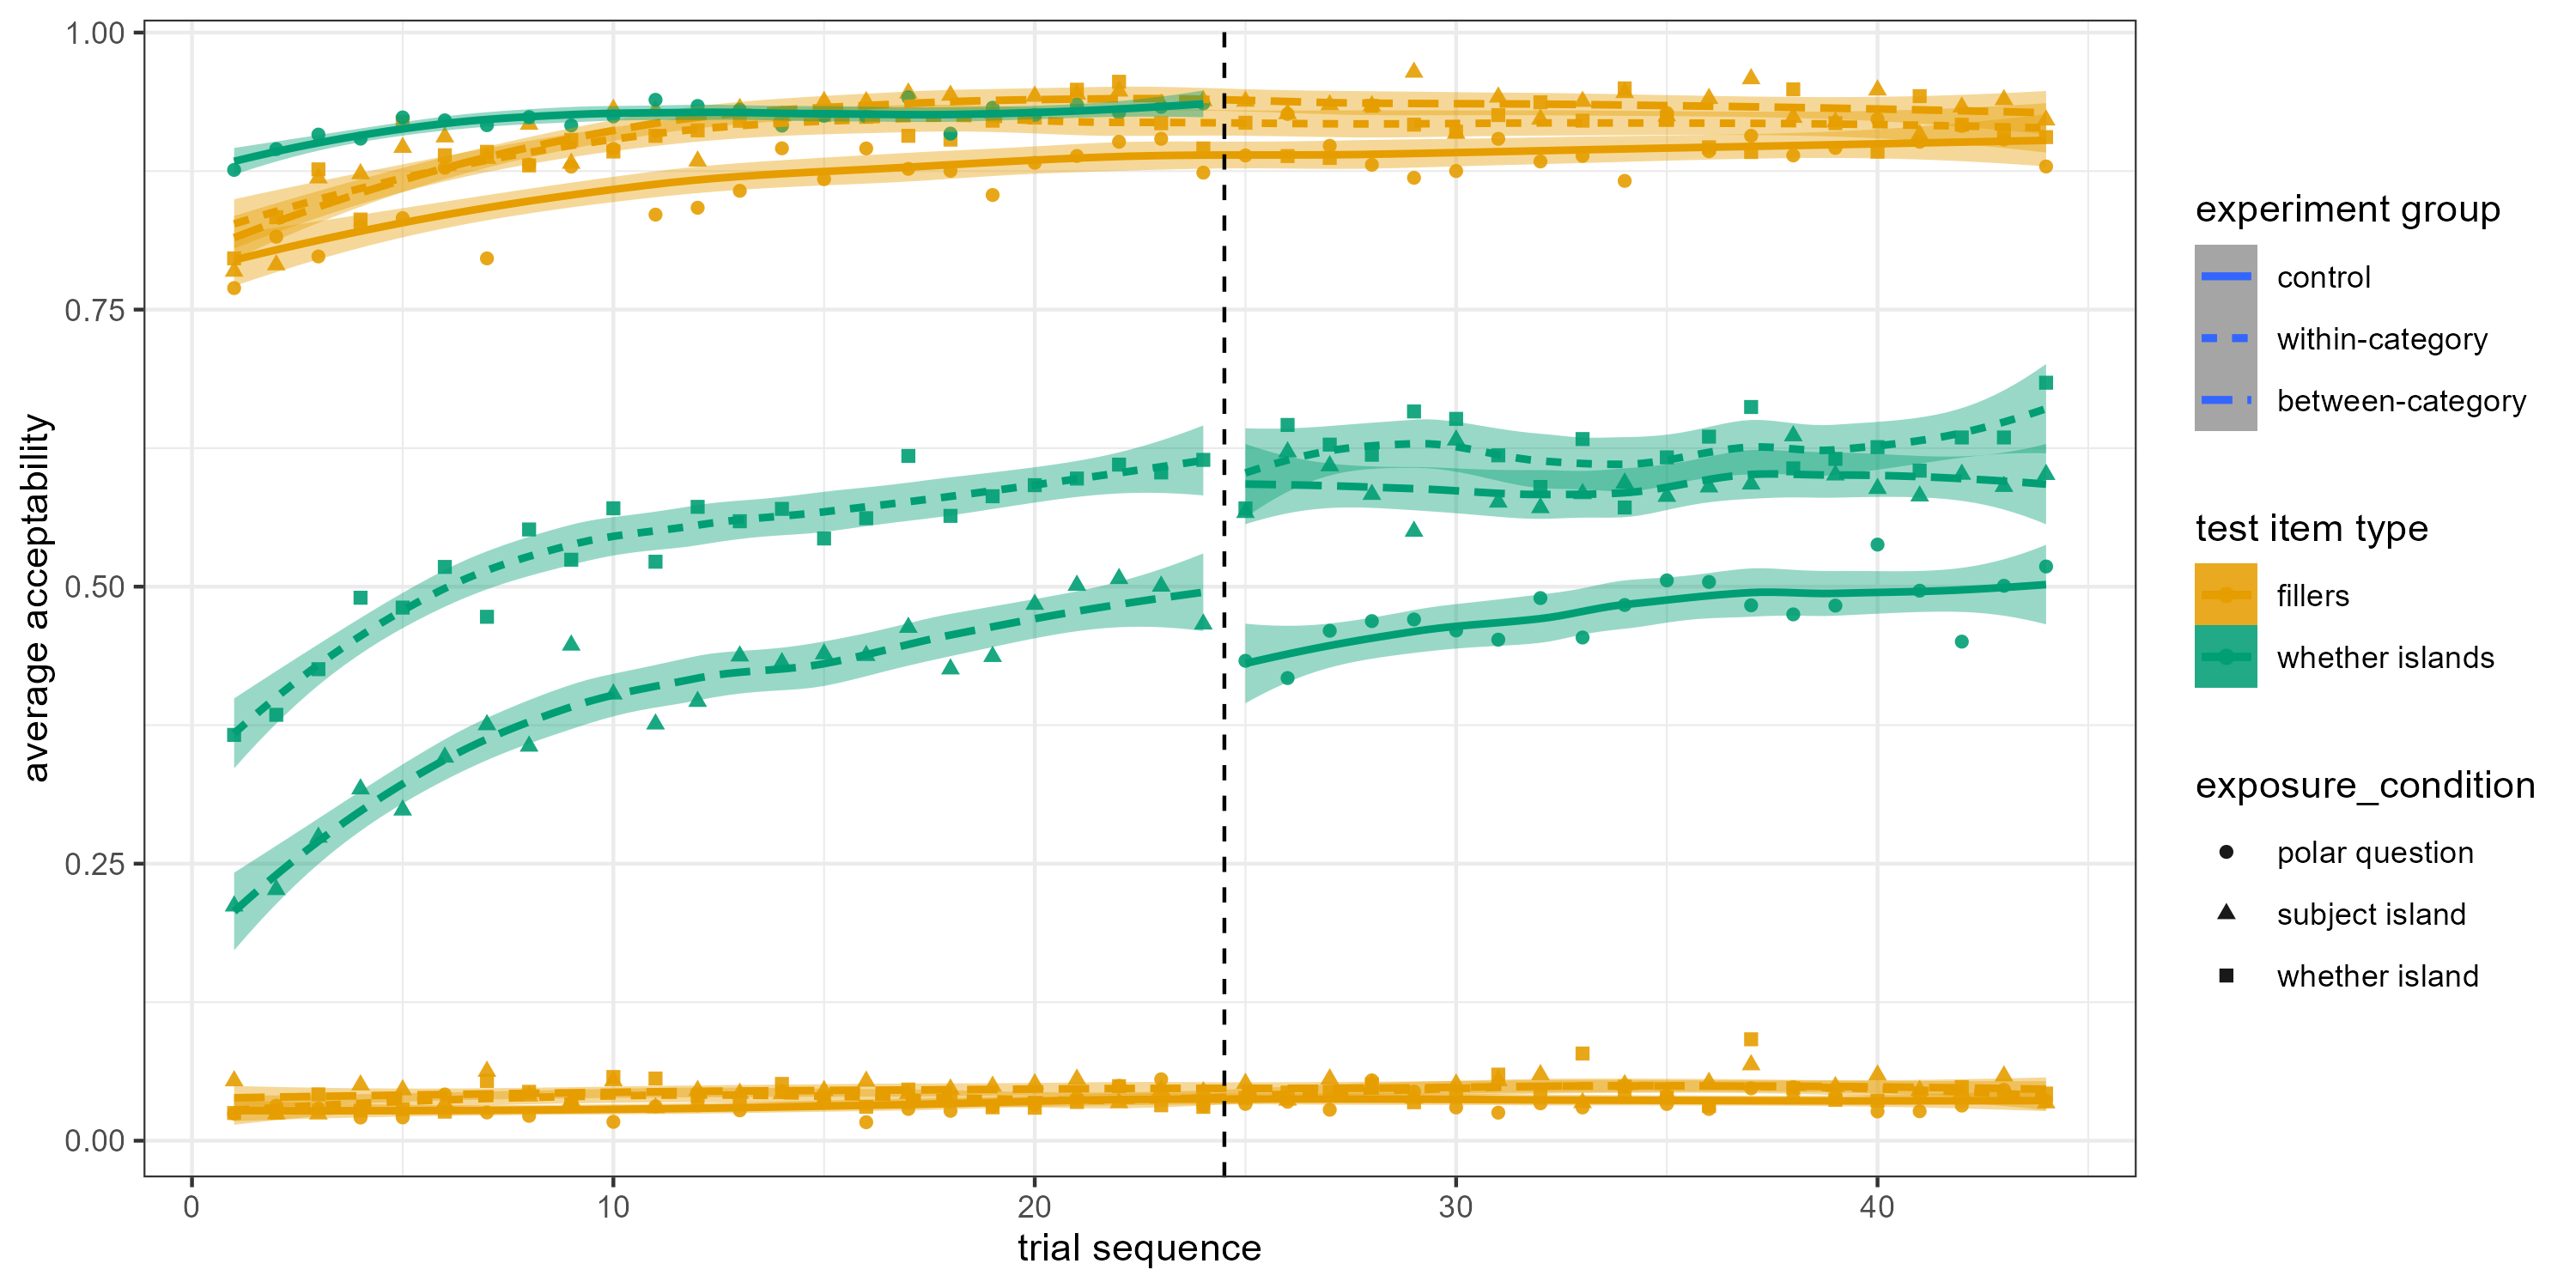 1.00
0.75
0.50
0.25
0.00
average acceptability
0 10 20 30 40
trial sequence
experiment group
control
within-category
between-category
test item type
fillers
whether islands
exposure_condition
polar question
subject island
whether island